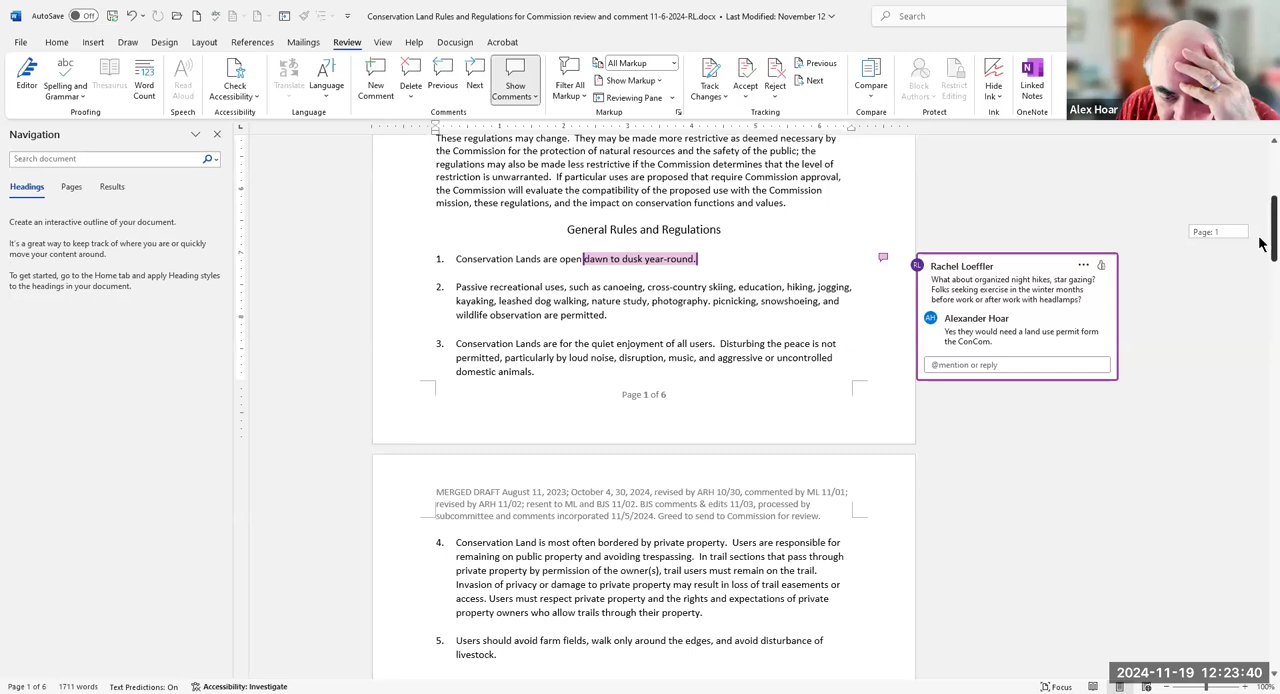 AutoSave Off Conservation Land Rules and Regulations for Commission review and comment 11-6-2024-RL.docx • Last Modified: November 12 Search
File Home Insert Draw Design Layout References Mailings Review View Help Docusign Acrobat
Editor Spelling and Grammar Thesaurus Word Count Read Aloud Check Accessibility Translate Language New Comment Delete Previous Next Show Comments Filter All Markup All Markup Show Markup Reviewing Pane Track Changes Accept Reject Previous Next Compare Block Authors Restrict Editing Hide Ink Linked Notes
Proofing Speech Accessibility Language Comments Markup Tracking Compare Protect Ink OneNote
Alex Hoar
Navigation
Search document
Headings Pages Results
Create an interactive outline of your document.
It's a great way to keep track of where you are or quickly
move your content around.
To get started, go to the Home tab and apply Heading styles
to the headings in your document.
These regulations may change. They may be made more restrictive as deemed necessary by
the Commission for the protection of natural resources and the safety of the public; the
regulations may also be made less restrictive if the Commission determines that the level of
restriction is unwarranted. If particular uses are proposed that require Commission approval,
the Commission will evaluate the compatibility of the proposed use with the Commission
mission, these regulations, and the impact on conservation functions and values.
General Rules and Regulations
1. Conservation Lands are open dawn to dusk year-round.
2. Passive recreational uses, such as canoeing, cross-country skiing, education, hiking, jogging,
kayaking, leashed dog walking, nature study, photography. picnicking, snowshoeing, and
wildlife observation are permitted.
3. Conservation Lands are for the quiet enjoyment of all users. Disturbing the peace is not
permitted, particularly by loud noise, disruption, music, and aggressive or uncontrolled
domestic animals.
Page 1 of 6
Page: 1
RL Rachel Loeffler
What about organized night hikes, star gazing?
Folks seeking exercise in the winter months
before work or after work with headlamps?
AH Alexander Hoar
Yes they would need a land use permit form
the ConCom.
@mention or reply
MERGED DRAFT August 11, 2023; October 4, 30, 2024, revised by ARH 10/30, commented by ML 11/01;
revised by ARH 11/02; resent to ML and BJS 11/02. BJS comments & edits 11/03, processed by
subcommittee and comments incorporated 11/5/2024. Greed to send to Commission for review.
4. Conservation Land is most often bordered by private property. Users are responsible for
remaining on public property and avoiding trespassing. In trail sections that pass through
private property by permission of the owner(s), trail users must remain on the trail.
Invasion of privacy or damage to private property may result in loss of trail easements or
access. Users must respect private property and the rights and expectations of private
property owners who allow trails through their property.
5. Users should avoid farm fields, walk only around the edges, and avoid disturbance of
livestock.
2024-11-19 12:23:40
Page 1 of 6 1711 words Text Predictions: On Accessibility: Investigate Focus 100%